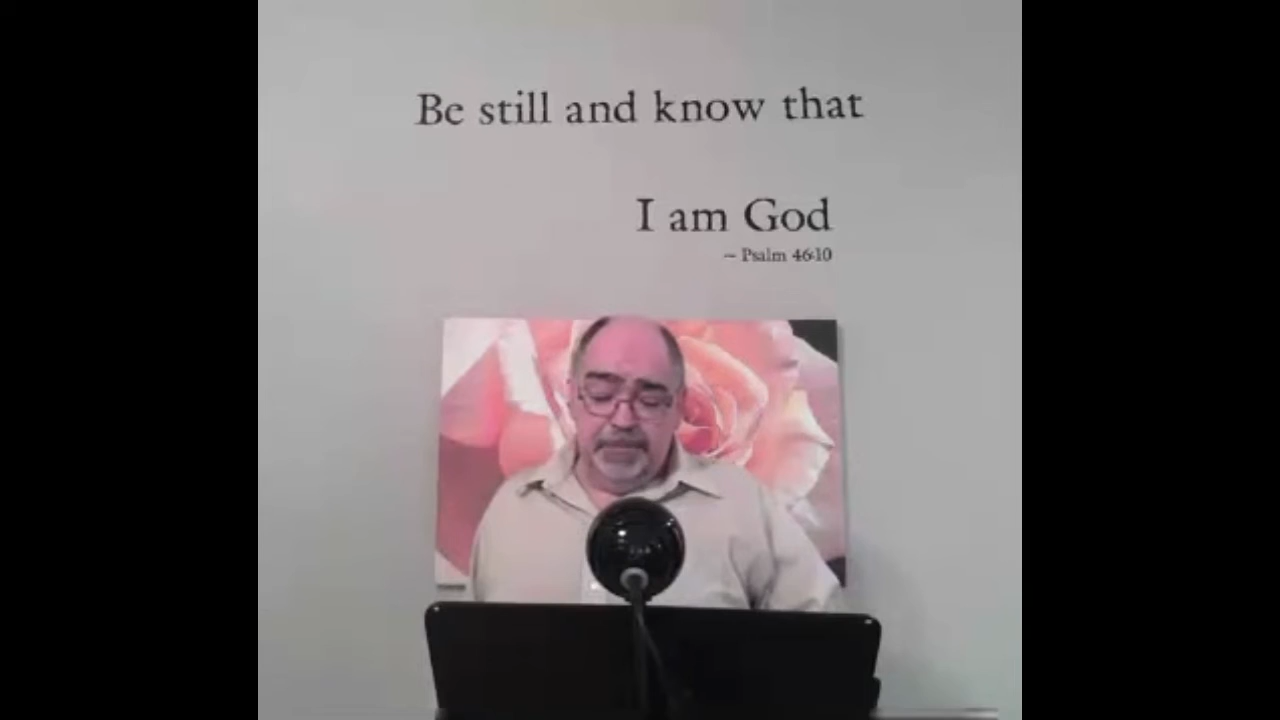 Be still and know that
I am God
– Psalm 46:10